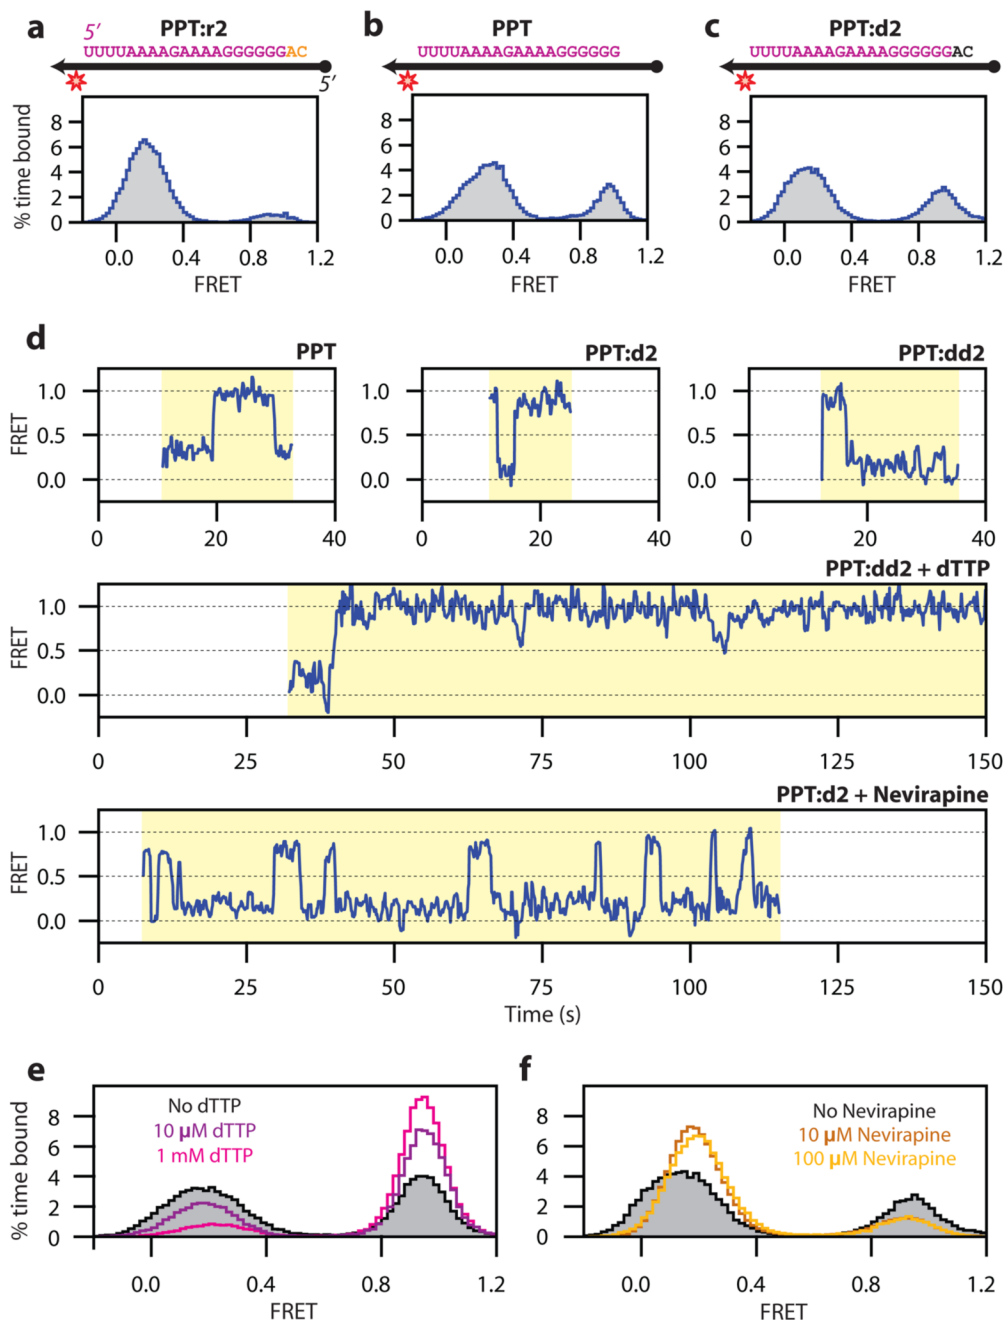 a PPT:r2
5′
UUUUAAAAGAAAAGGGGGGAC
5′
% time bound
8
6
4
2
0
0.0 0.4 0.8 1.2
FRET
b PPT
UUUUAAAAGAAAAGGGGGG
8
6
4
2
0
0.0 0.4 0.8 1.2
FRET
c PPT:d2
UUUUAAAAGAAAAGGGGGGAC
8
6
4
2
0
0.0 0.4 0.8 1.2
FRET
d
PPT
FRET
1.0
0.5
0.0
0 20 40
PPT:d2
1.0
0.5
0.0
0 20 40
PPT:dd2
1.0
0.5
0.0
0 20 40
PPT:dd2 + dTTP
FRET
1.0
0.5
0.0
0 25 50 75 100 125 150
PPT:d2 + Nevirapine
FRET
1.0
0.5
0.0
0 25 50 75 100 125 150
Time (s)
e
% time bound
8
6
4
2
0
No dTTP
10 µM dTTP
1 mM dTTP
0.0 0.4 0.8 1.2
FRET
f
8
6
4
2
0
No Nevirapine
10 µM Nevirapine
100 µM Nevirapine
0.0 0.4 0.8 1.2
FRET